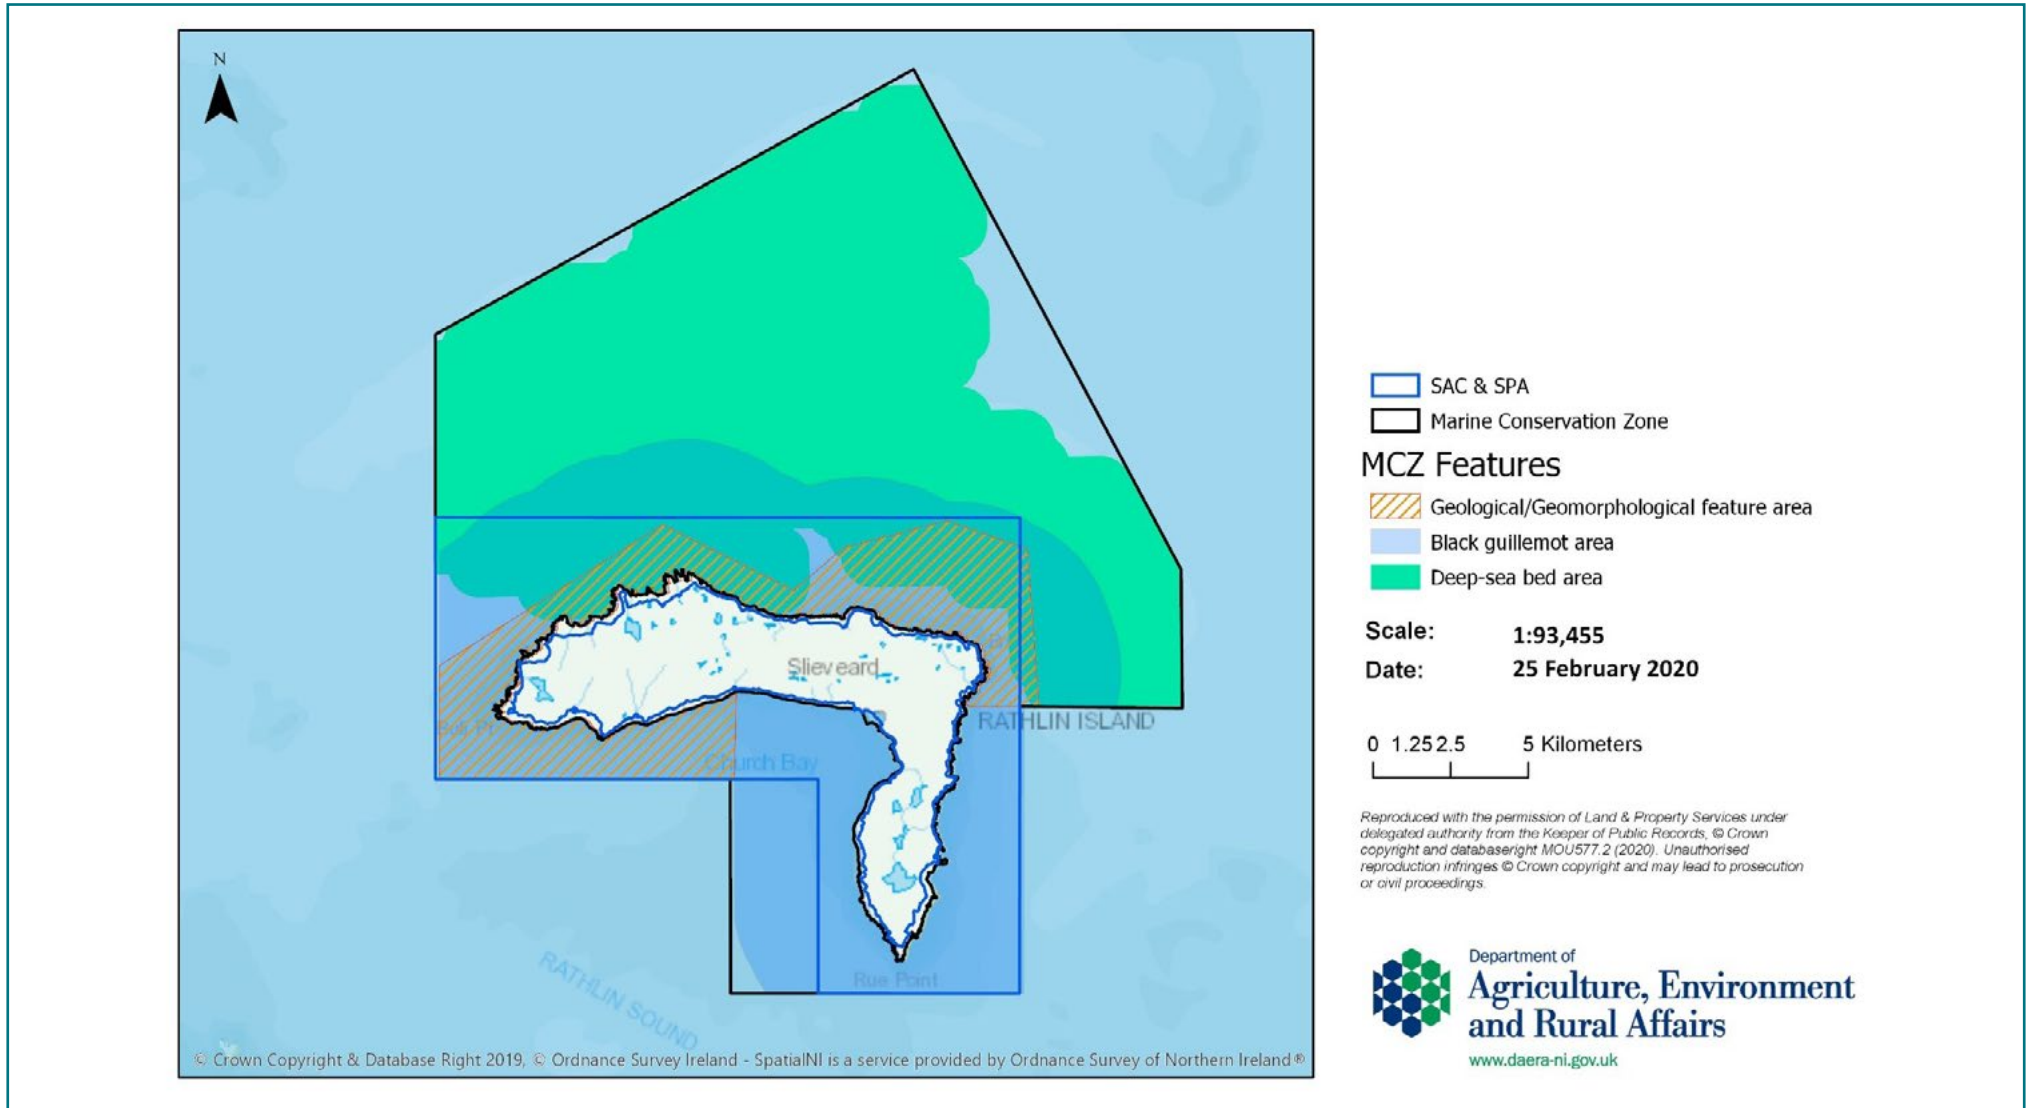 N
SAC & SPA
Marine Conservation Zone
MCZ Features
Geological/Geomorphological feature area
Black guillemot area
Deep-sea bed area
Scale: 1:93,455
Date: 25 February 2020
0 1.25 2.5 5 Kilometers
Slieveard
RATHLIN ISLAND
Church Bay
Rue Point
RATHLIN SOUND
Reproduced with the permission of Land & Property Services under
delegated authority from the Keeper of Public Records, © Crown
copyright and databaseright MOU577.2 (2020). Unauthorised
reproduction infringes © Crown copyright and may lead to prosecution
or civil proceedings.
Department of
Agriculture, Environment
and Rural Affairs
www.daera-ni.gov.uk
© Crown Copyright & Database Right 2019, © Ordnance Survey Ireland - SpatialNI is a service provided by Ordnance Survey of Northern Ireland®